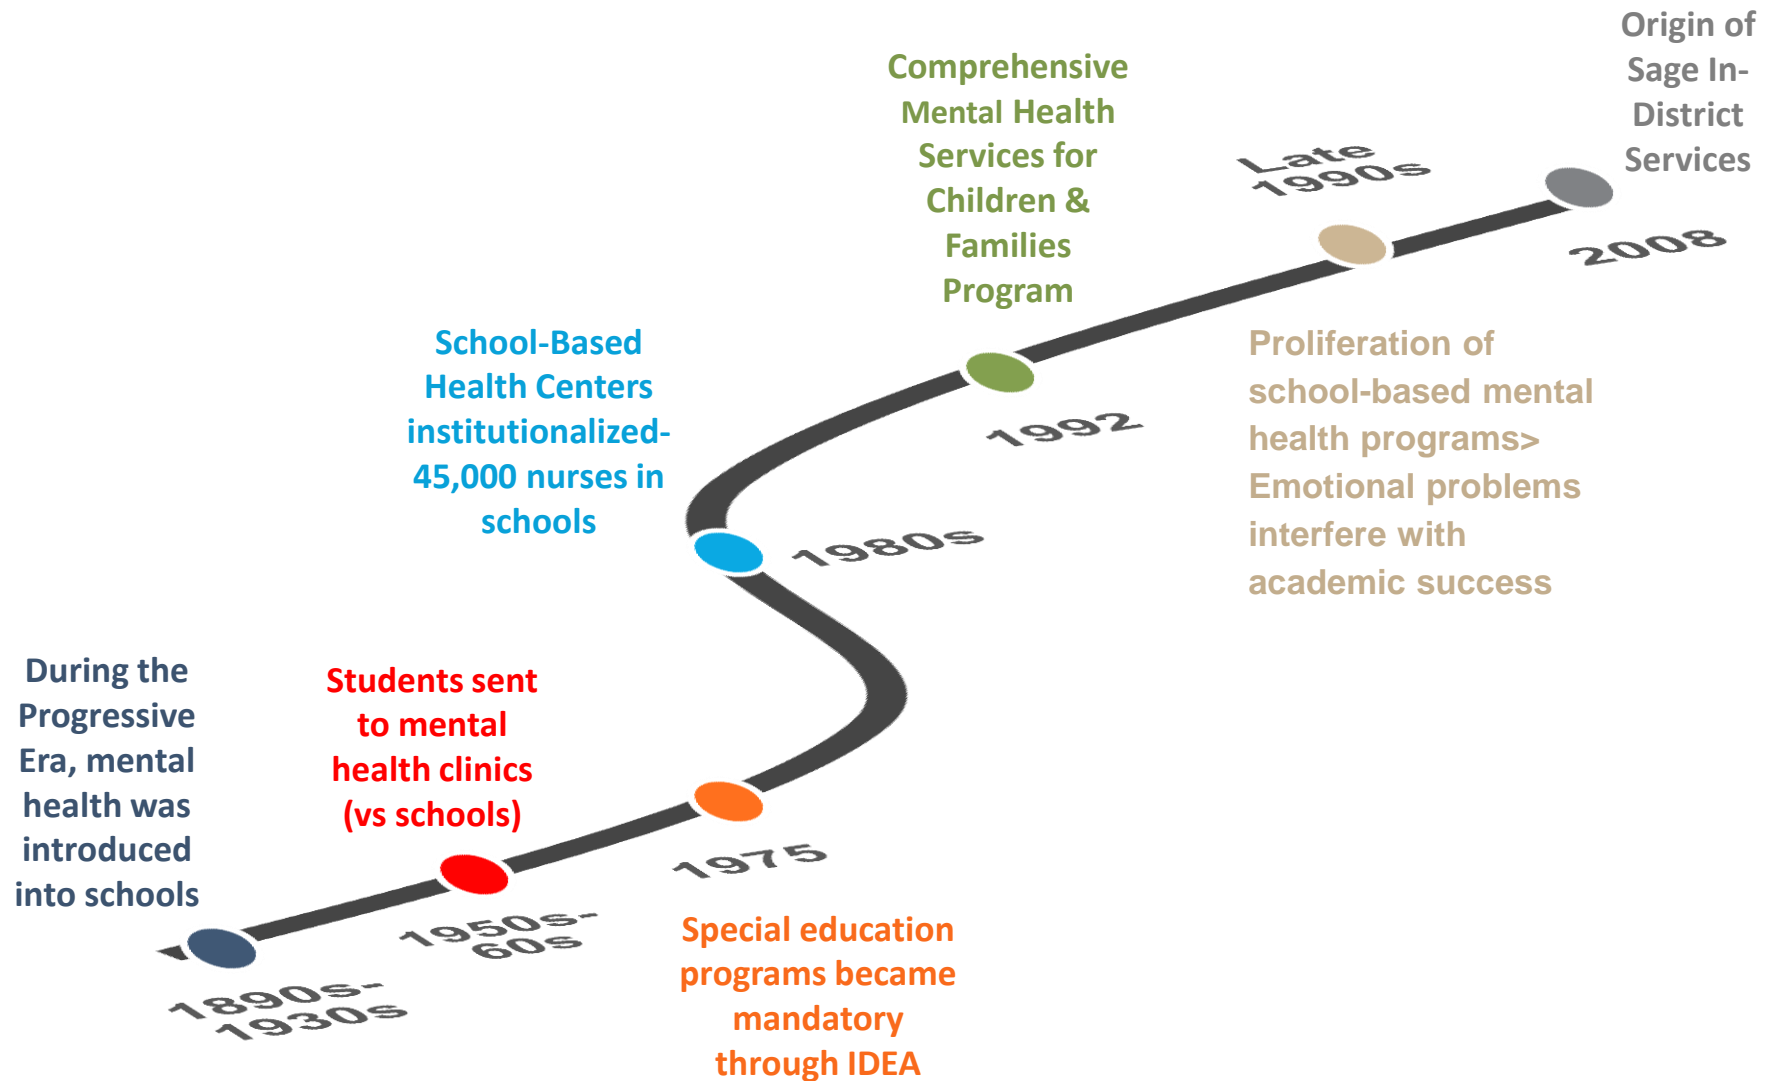 During the
Progressive
Era, mental
health was
introduced
into schools
1890s-
1930s
Students sent
to mental
health clinics
(vs schools)
1950s-
60s
1975
Special education
programs became
mandatory
through IDEA
School-Based
Health Centers
institutionalized-
45,000 nurses in
schools
1980s
Comprehensive
Mental Health
Services for
Children &
Families
Program
1992
Late
1990s
Proliferation of
school-based mental
health programs>
Emotional problems
interfere with
academic success
Origin of
Sage In-
District
Services
2008